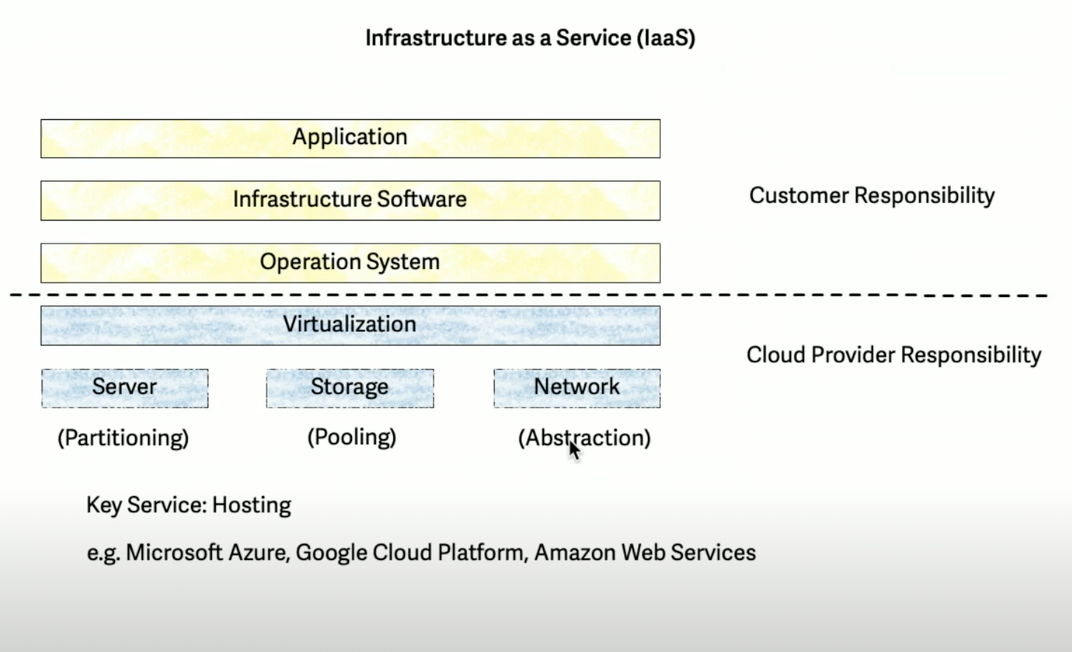 Infrastructure as a Service (IaaS)
Application
Infrastructure Software
Customer Responsibility
Operation System
Virtualization
Cloud Provider Responsibility
Server
Storage
Network
(Partitioning)
(Pooling)
(Abstraction)
Key Service: Hosting
e.g. Microsoft Azure, Google Cloud Platform, Amazon Web Services